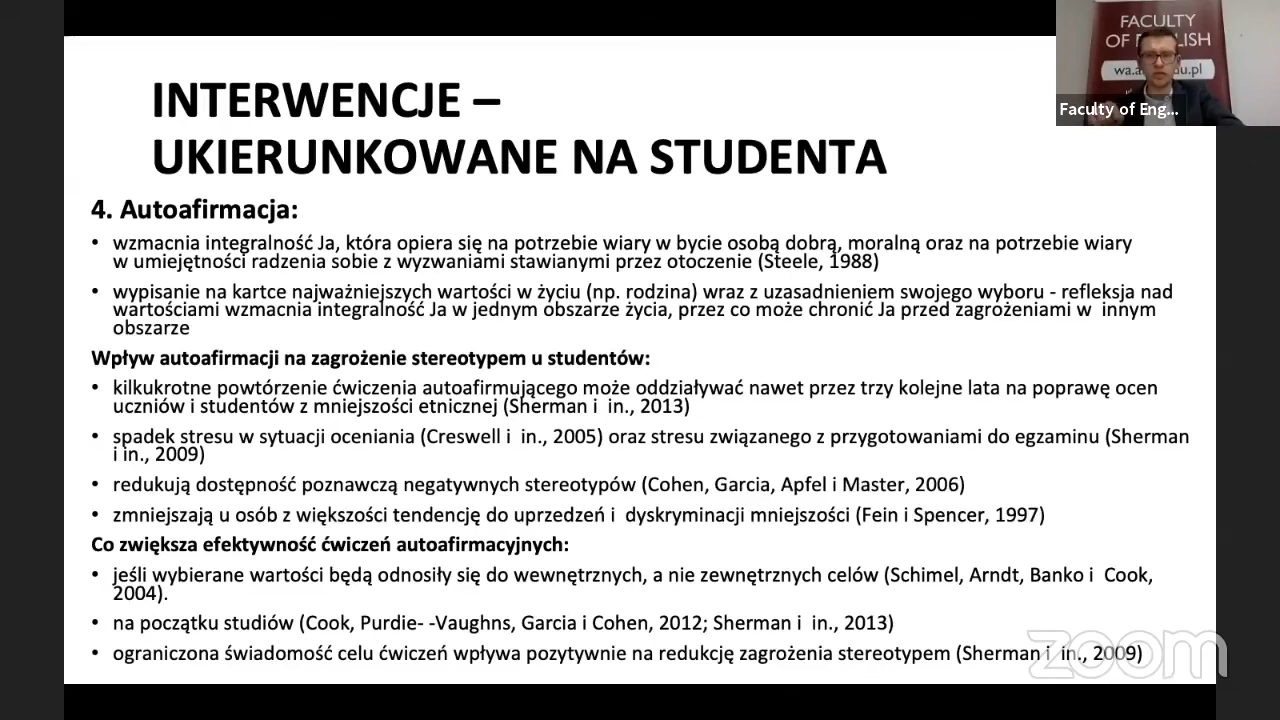 INTERWENCJE –
UKIERUNKOWANE NA STUDENTA
4. Autoafirmacja:
• wzmacnia integralność Ja, która opiera się na potrzebie wiary w bycie osobą dobrą, moralną oraz na potrzebie wiary
w umiejętności radzenia sobie z wyzwaniami stawianymi przez otoczenie (Steele, 1988)
• wypisanie na kartce najważniejszych wartości w życiu (np. rodzina) wraz z uzasadnieniem swojego wyboru - refleksja nad
wartościami wzmacnia integralność Ja w jednym obszarze życia, przez co może chronić Ja przed zagrożeniami w innym
obszarze
Wpływ autoafirmacji na zagrożenie stereotypem u studentów:
• kilkukrotne powtórzenie ćwiczenia autoafirmującego może oddziaływać nawet przez trzy kolejne lata na poprawę ocen
uczniów i studentów z mniejszości etnicznej (Sherman i in., 2013)
• spadek stresu w sytuacji oceniania (Creswell i in., 2005) oraz stresu związanego z przygotowaniami do egzaminu (Sherman
i in., 2009)
• redukują dostępność poznawczą negatywnych stereotypów (Cohen, Garcia, Apfel i Master, 2006)
• zmniejszają u osób z większości tendencję do uprzedzeń i dyskryminacji mniejszości (Fein i Spencer, 1997)
Co zwiększa efektywność ćwiczeń autoafirmacyjnych:
• jeśli wybierane wartości będą odnosiły się do wewnętrznych, a nie zewnętrznych celów (Schimel, Arndt, Banko i Cook,
2004).
• na początku studiów (Cook, Purdie- -Vaughns, Garcia i Cohen, 2012; Sherman i in., 2013)
• ograniczona świadomość celu ćwiczeń wpływa pozytywnie na redukcję zagrożenia stereotypem (Sherman i in., 2009)
FACULTY
OF
Faculty of Eng...
zoom